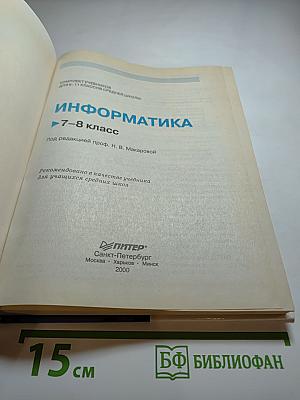 КОМПЛЕКТ УЧЕБНИКОВ
ДЛЯ 5-11 КЛАССОВ СРЕДНЕЙ ШКОЛЫ
ИНФОРМАТИКА
7–8 класс
под редакцией проф. Н. В. Макаровой
Рекомендовано в качестве учебника
для учащихся средних школ
ПИТЕР
Санкт-Петербург
Москва · Харьков · Минск
2000
15 см
БФ БИБЛИОФАН